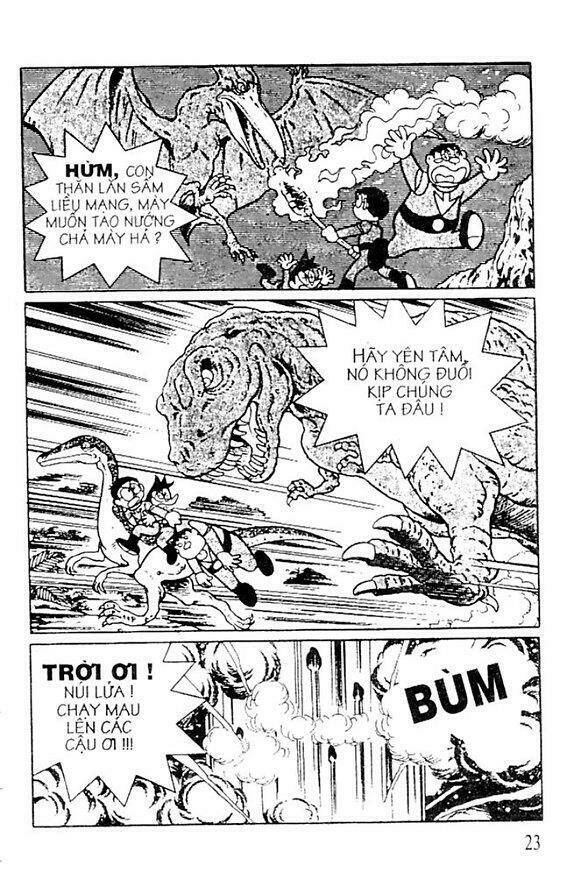 HỪM, CON
THẰN LẰN SẤM
LIỀU MẠNG, MÀY
MUỐN TAO NƯỚNG
CHẢ MÀY HẢ ?
HÃY YÊN TÂM,
NÓ KHÔNG ĐUỔI
KỊP CHÚNG
TA ĐÂU !
TRỜI ƠI !
NÚI LỬA !
CHẠY MAU
LÊN CÁC
CẬU ƠI !!!
BÙM
23